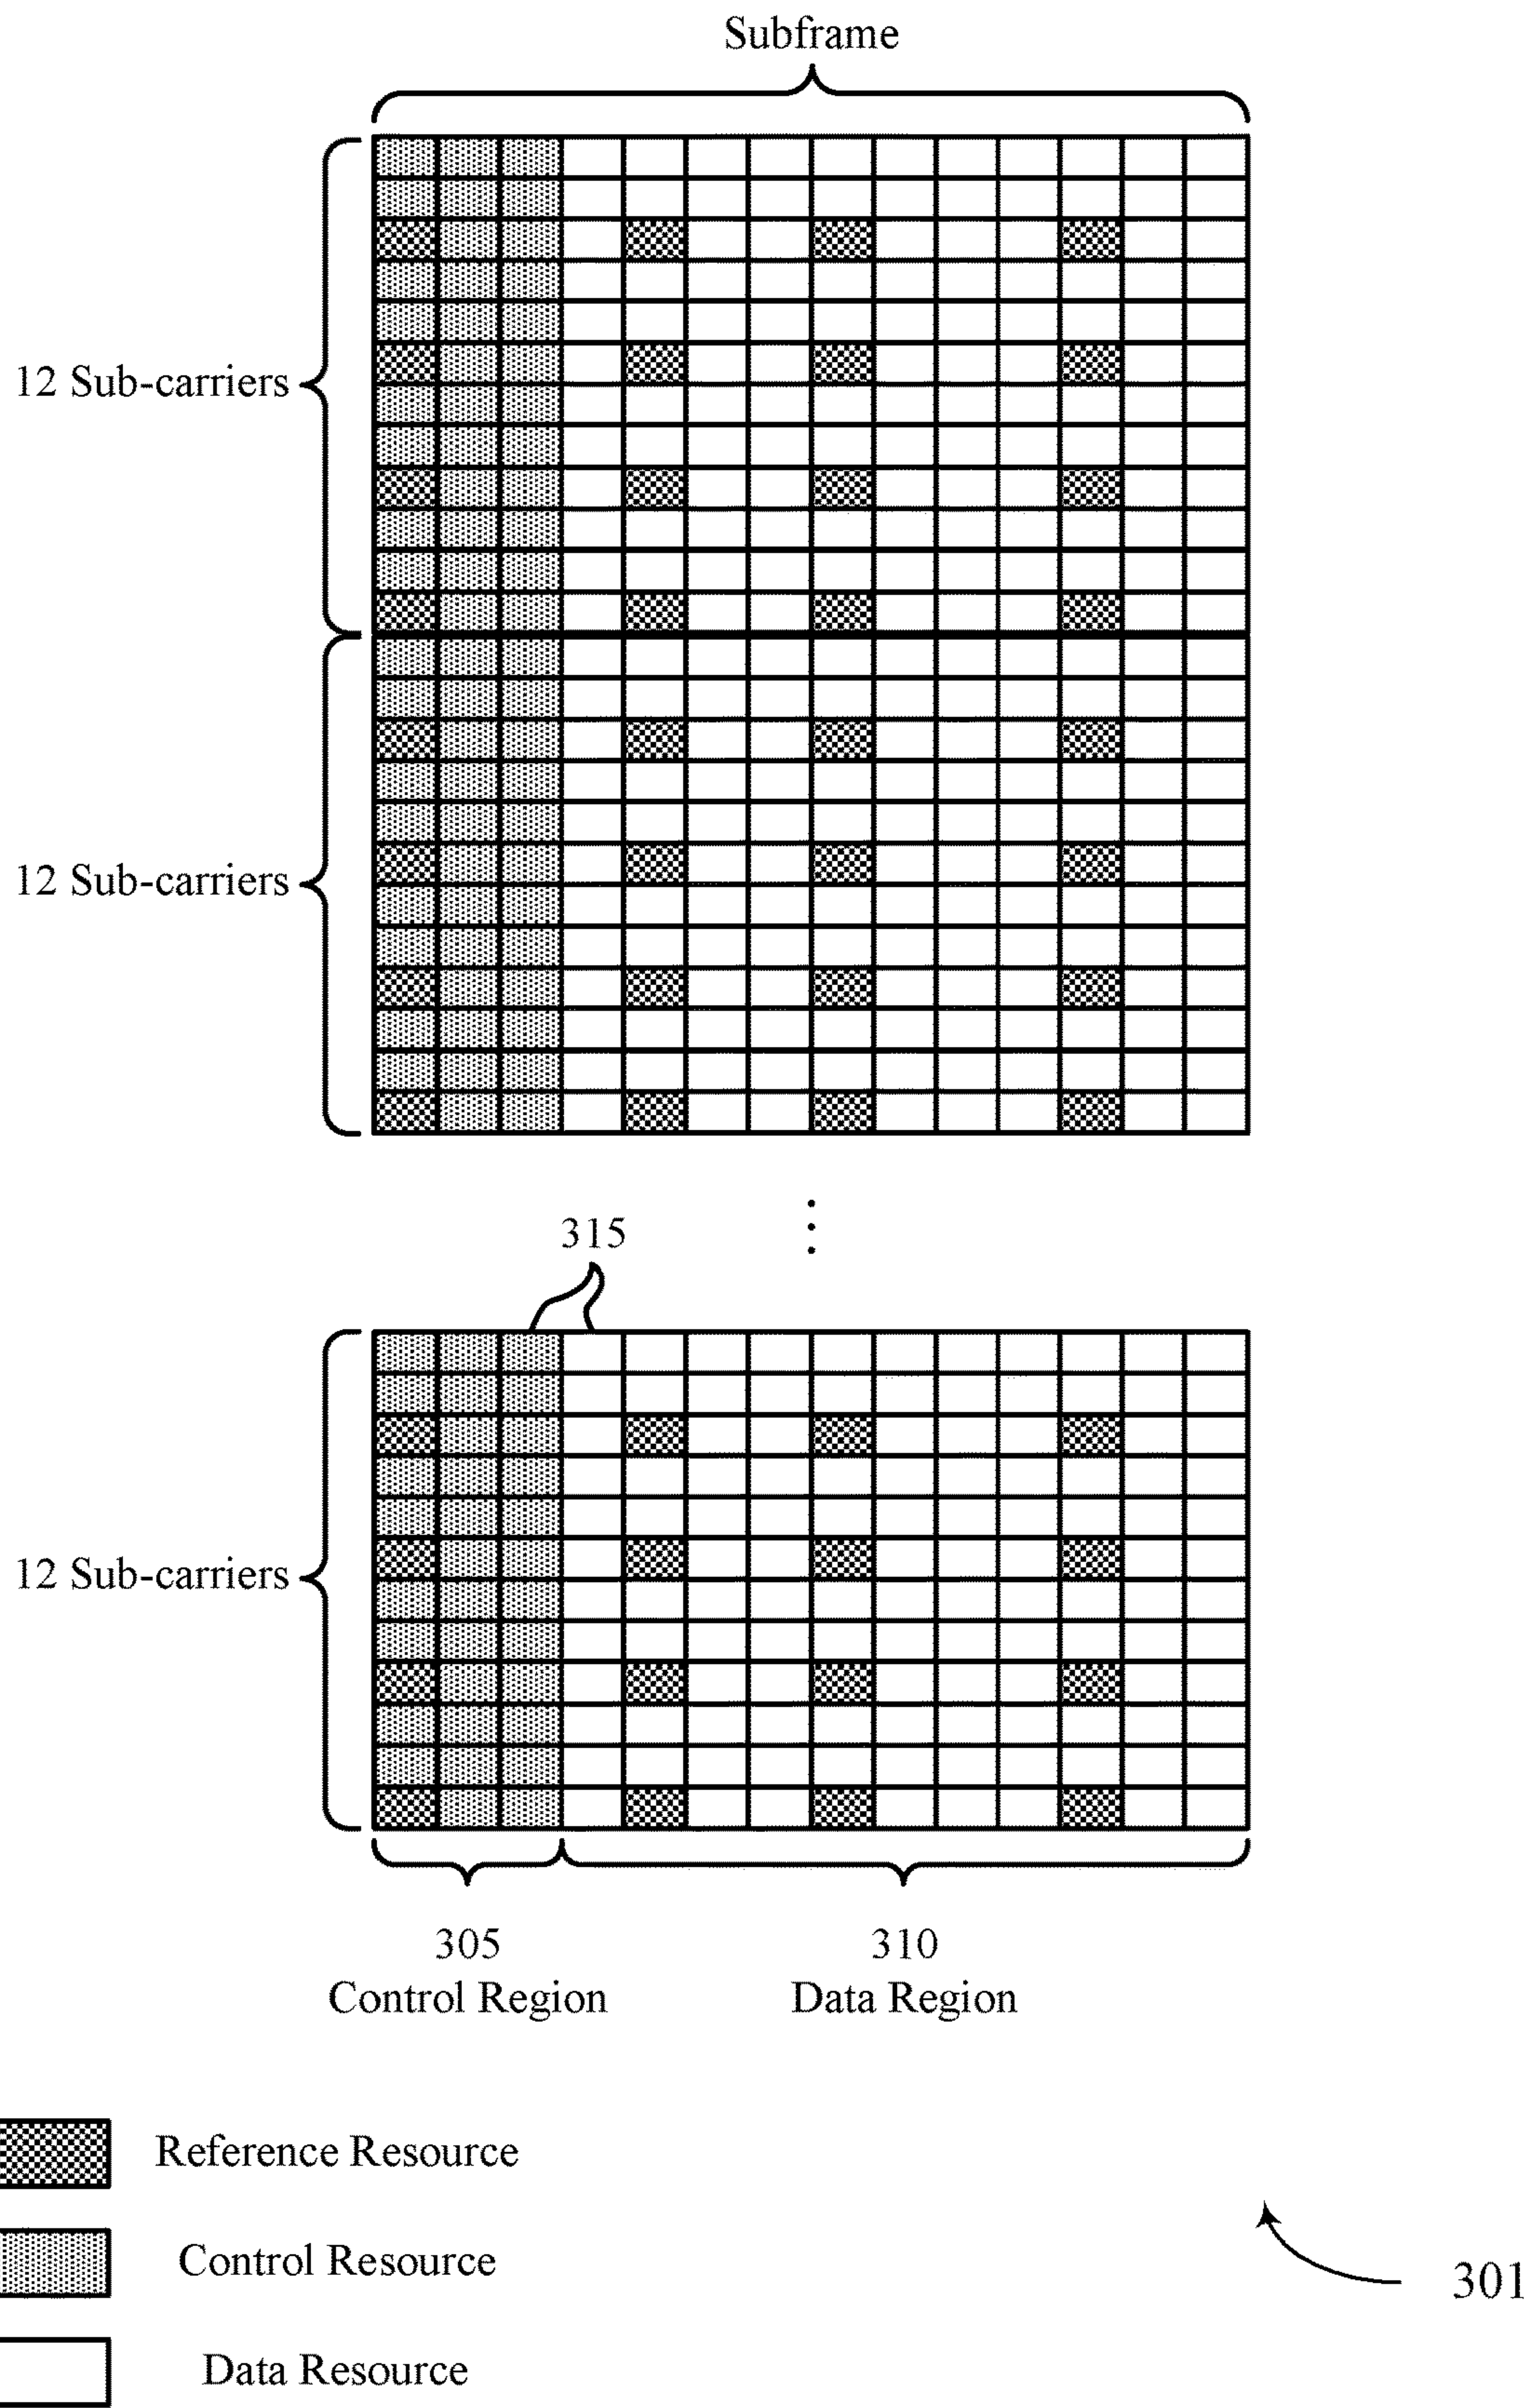 Subframe
12 Sub-carriers
12 Sub-carriers
315
12 Sub-carriers
305
Control Region
310
Data Region
Reference Resource
Control Resource
301
Data Resource